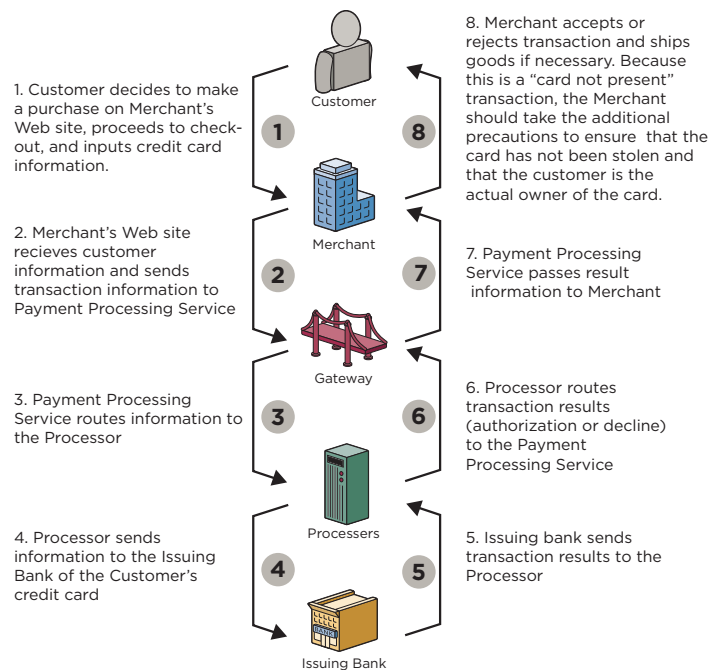 1. Customer decides to make
a purchase on Merchant's
Web site, proceeds to check-
out, and inputs credit card
information.
2. Merchant's Web site
recieves customer
information and sends
transaction information to
Payment Processing Service
3. Payment Processing
Service routes information to
the Processor
4. Processor sends
information to the Issuing
Bank of the Customer's
credit card
Customer
1
8
Merchant
2
7
Gateway
3
6
Processers
4
5
BANK
Issuing Bank
8. Merchant accepts or
rejects transaction and ships
goods if necessary. Because
this is a “card not present”
transaction, the Merchant
should take the additional
precautions to ensure that the
card has not been stolen and
that the customer is the
actual owner of the card.
7. Payment Processing
Service passes result
information to Merchant
6. Processor routes
transaction results
(authorization or decline)
to the Payment
Processing Service
5. Issuing bank sends
transaction results to the
Processor